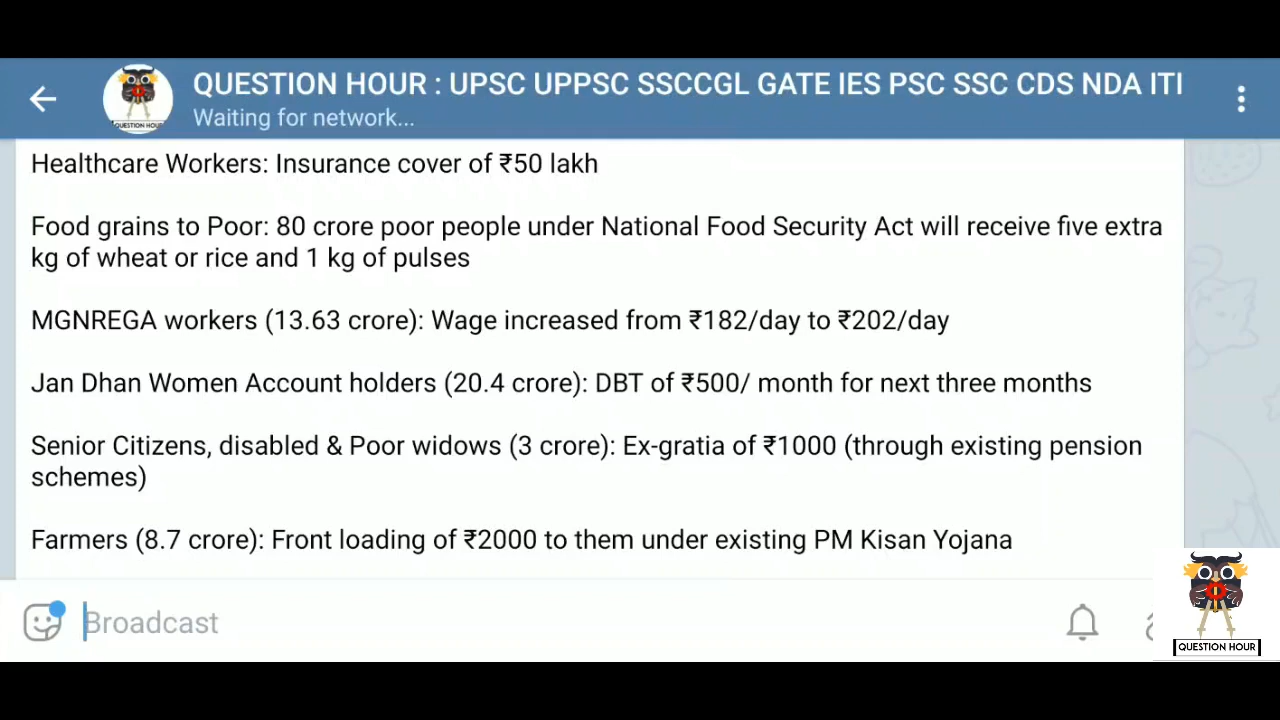 QUESTION HOUR : UPSC UPPSC SSCCGL GATE IES PSC SSC CDS NDA ITI
Waiting for network...
QUESTION HOUR
Healthcare Workers: Insurance cover of ₹50 lakh
Food grains to Poor: 80 crore poor people under National Food Security Act will receive five extra
kg of wheat or rice and 1 kg of pulses
MGNREGA workers (13.63 crore): Wage increased from ₹182/day to ₹202/day
Jan Dhan Women Account holders (20.4 crore): DBT of ₹500/ month for next three months
Senior Citizens, disabled & Poor widows (3 crore): Ex-gratia of ₹1000 (through existing pension
schemes)
Farmers (8.7 crore): Front loading of ₹2000 to them under existing PM Kisan Yojana
Broadcast
QUESTION HOUR